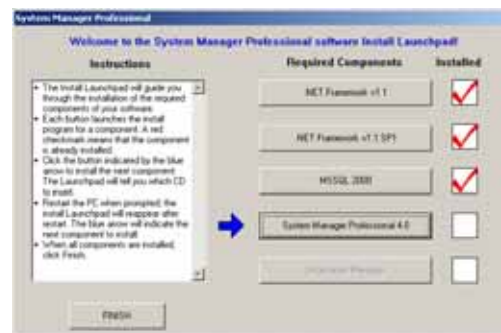 System Manager Professional
Welcome to the System Manager Professional software Install Launchpad!
Instructions
Required Components
Installed
• The Install Launchpad will guide you
through the installation of the required
components of your software.
• Each button launches the install
program for a component. A red
checkmark means that the component
is already installed.
• Click the button indicated by the blue
arrow to install the next component.
The Launchpad will tell you which CD
to insert.
• Restart the PC when prompted, the
install Launchpad will reappear after
restart. The blue arrow will indicate the
next component to install.
• When all components are installed,
click Finish.
.NET Framework v1.1
.NET Framework v1.1 SP1
MSSQL 2000
System Manager Professional 4.0
FINISH